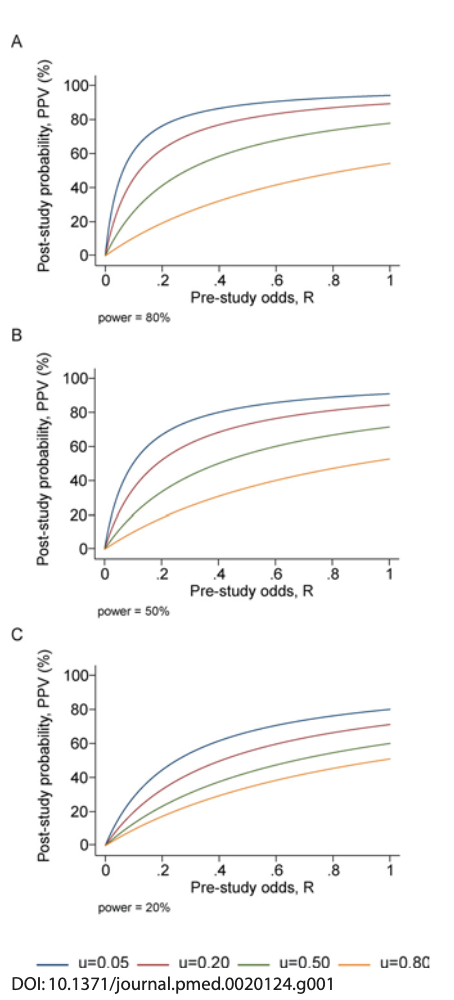 A
Post-study probability, PPV (%)
100
80
60
40
20
0
0 .2 .4 .6 .8 1
Pre-study odds, R
power = 80%
B
Post-study probability, PPV (%)
100
80
60
40
20
0
0 .2 .4 .6 .8 1
Pre-study odds, R
power = 50%
C
Post-study probability, PPV (%)
100
80
60
40
20
0
0 .2 .4 .6 .8 1
Pre-study odds, R
power = 20%
u=0.05 u=0.20 u=0.50 u=0.80
DOI: 10.1371/journal.pmed.0020124.g001